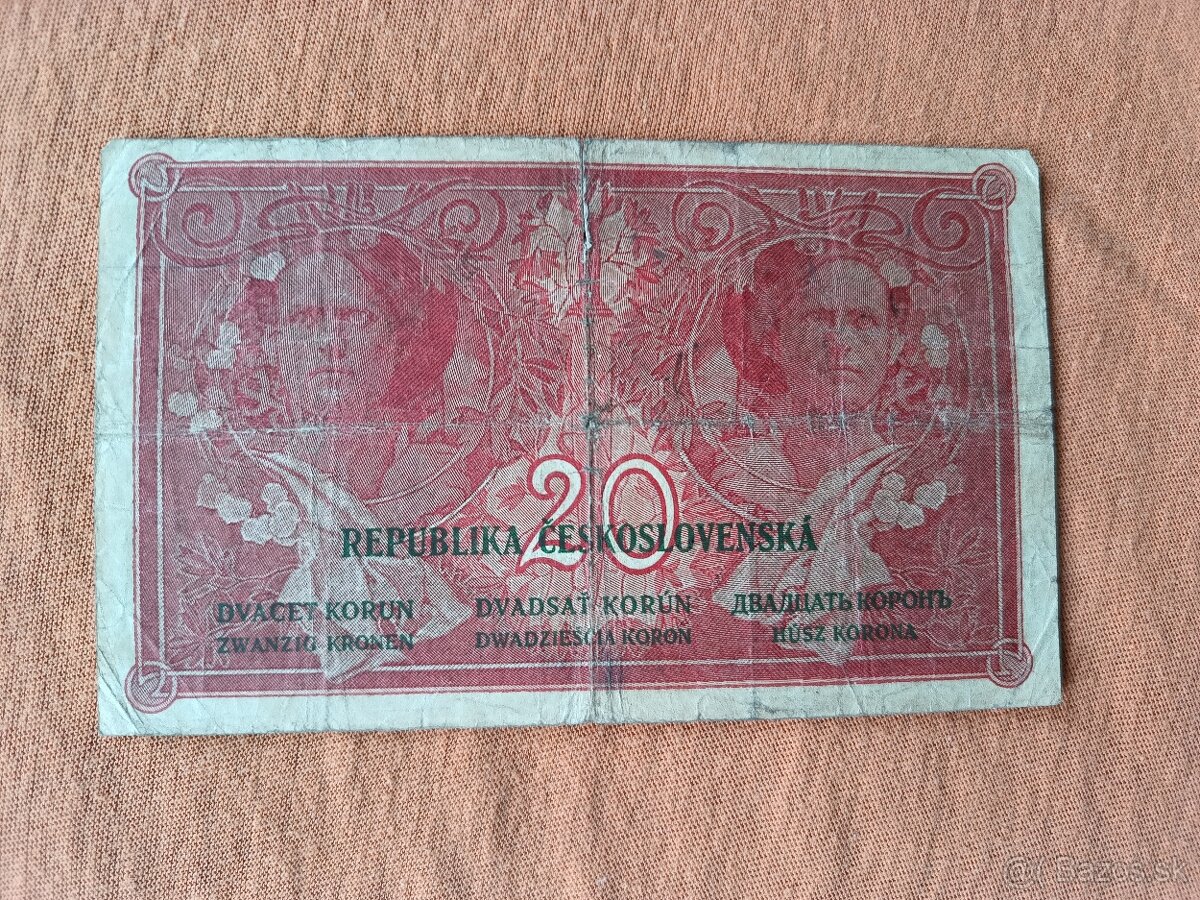 20
REPUBLIKA ČESKOSLOVENSKÁ
DVACET KORUN
ZWANZIG KRONEN
DVADSAŤ KORÚN
DWADZIEŚCIA KORON
ДВАДЦАТЬ КОРОНЪ
HÚSZ KORONA
Bazos.sk